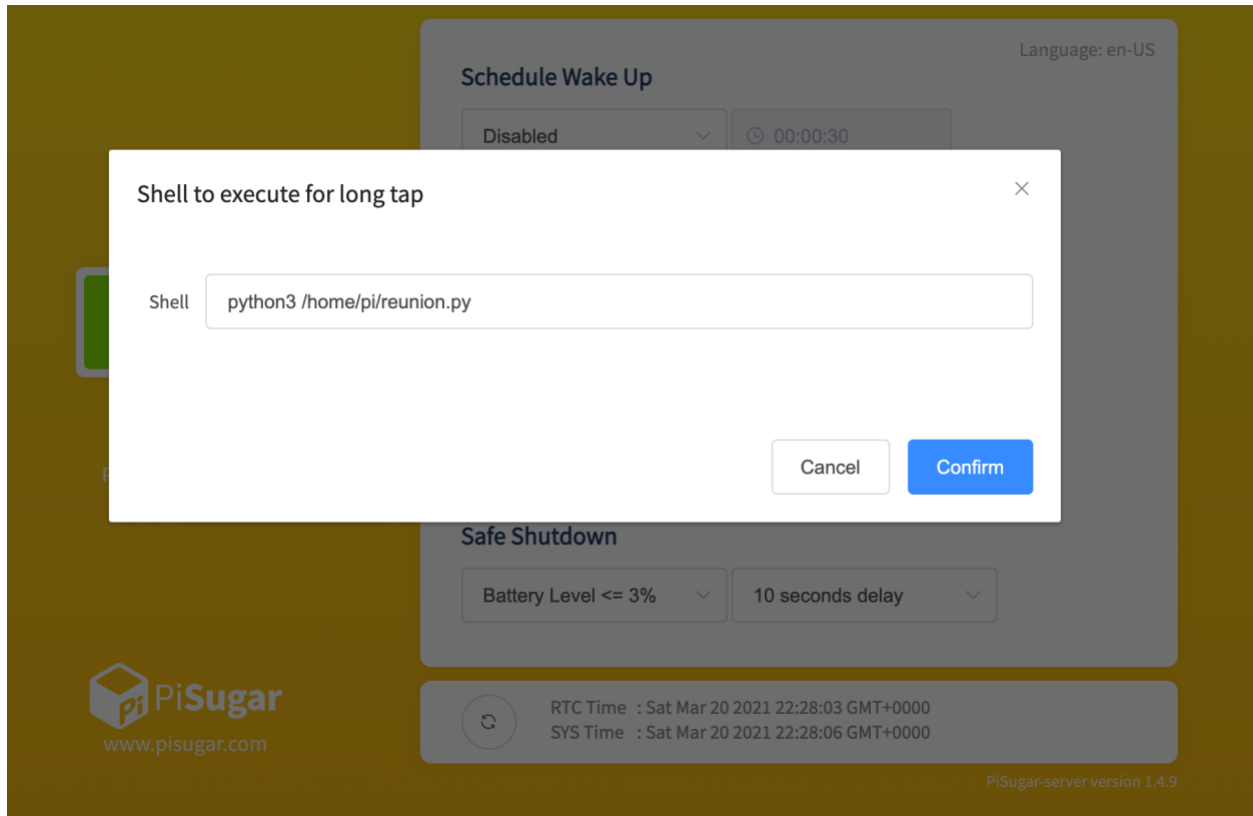 Language: en-US
Schedule Wake Up
Disabled
00:00:30
Shell to execute for long tap
Shell
python3 /home/pi/reunion.py
Cancel
Confirm
Safe Shutdown
Battery Level <= 3%
10 seconds delay
Pi
PiSugar
www.pisugar.com
RTC Time : Sat Mar 20 2021 22:28:03 GMT+0000
SYS Time : Sat Mar 20 2021 22:28:06 GMT+0000
PiSugar-server version 1.4.9